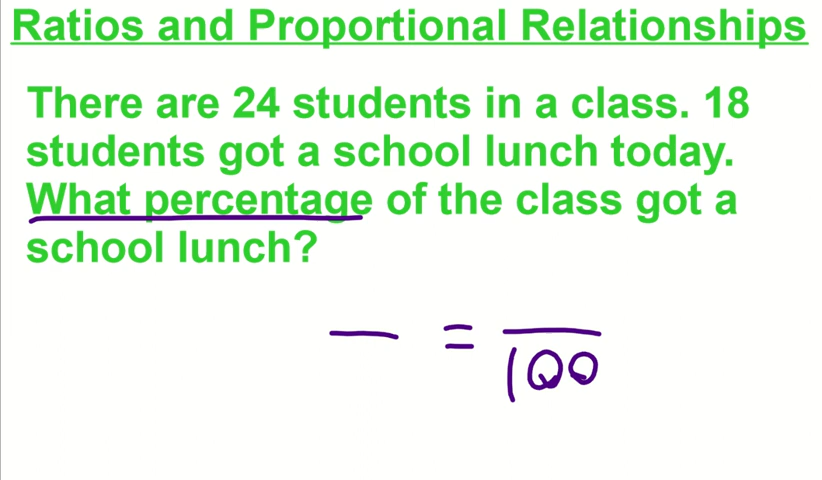 Ratios and Proportional Relationships
There are 24 students in a class. 18
students got a school lunch today.
What percentage of the class got a
school lunch?
=
100